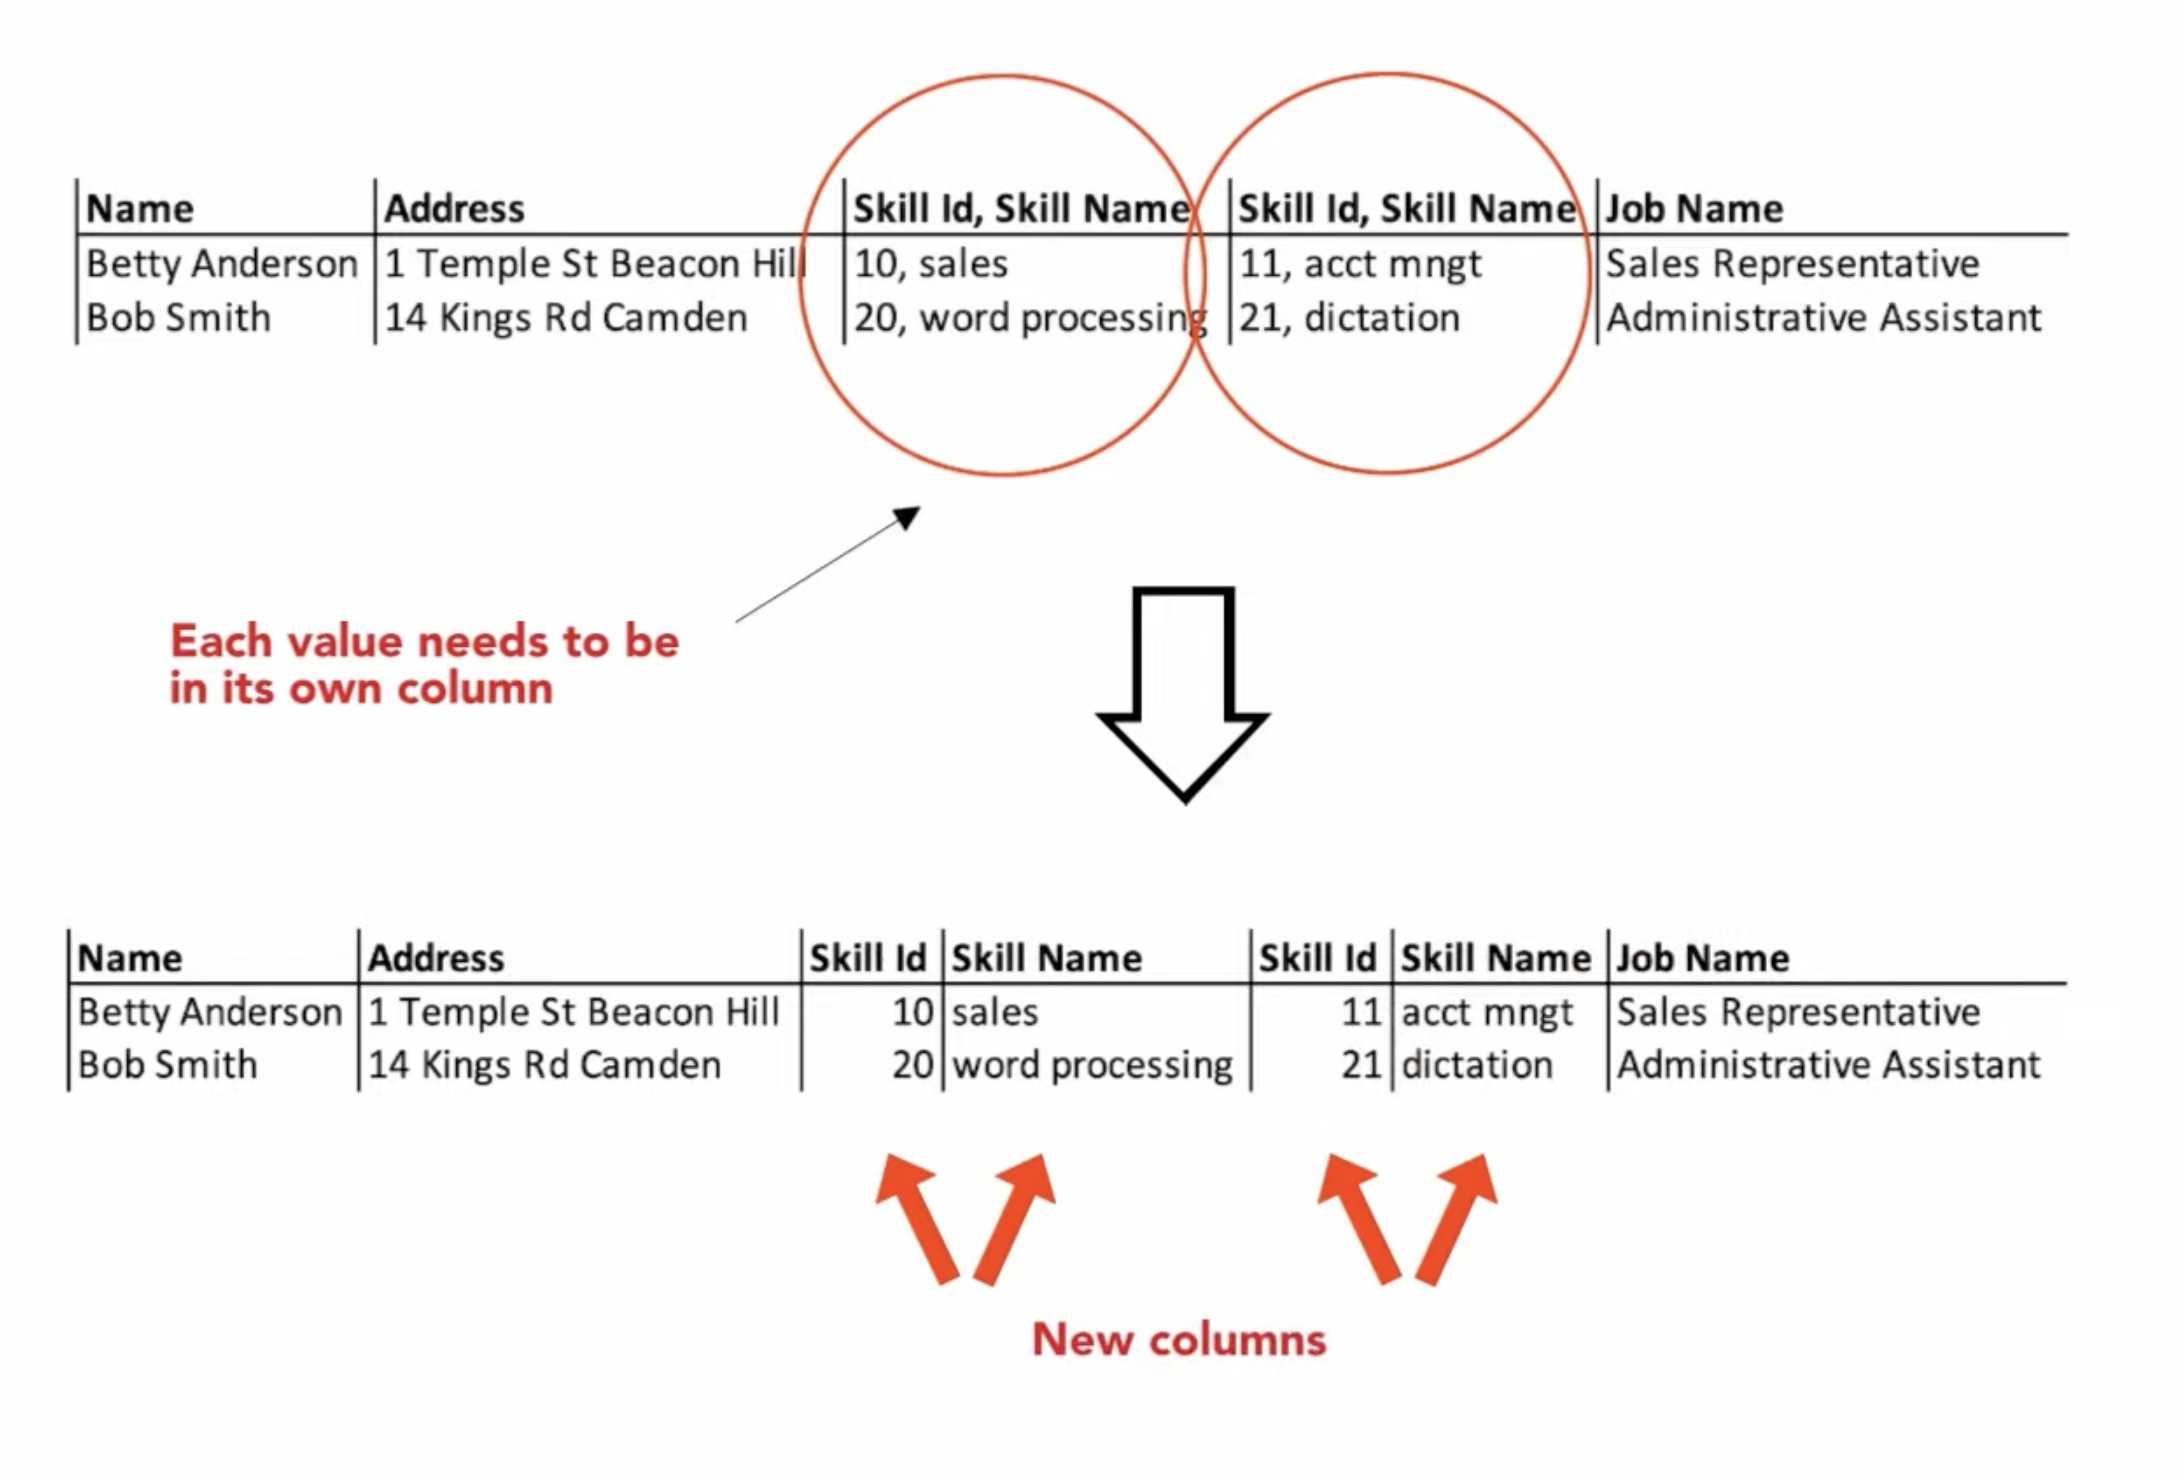 Name Address Skill Id, Skill Name Skill Id, Skill Name Job Name
Betty Anderson 1 Temple St Beacon Hill 10, sales 11, acct mngt Sales Representative
Bob Smith 14 Kings Rd Camden 20, word processing 21, dictation Administrative Assistant
Each value needs to be
in its own column
Name Address Skill Id Skill Name Skill Id Skill Name Job Name
Betty Anderson 1 Temple St Beacon Hill 10 sales 11 acct mngt Sales Representative
Bob Smith 14 Kings Rd Camden 20 word processing 21 dictation Administrative Assistant
New columns